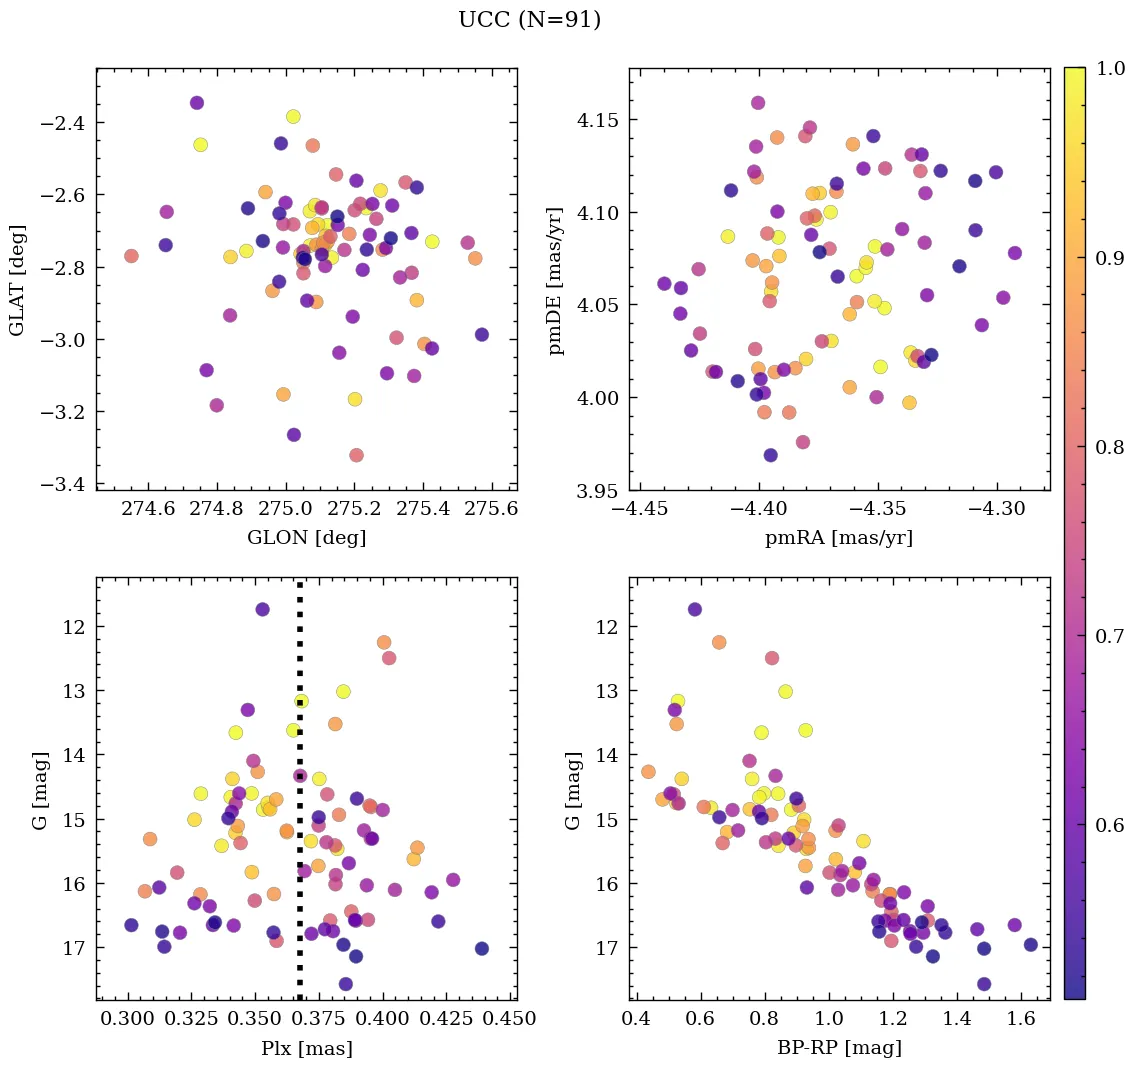 UCC (N=91)
−2.4
−2.6
−2.8
−3.0
−3.2
−3.4
GLAT [deg]
274.6 274.8 275.0 275.2 275.4 275.6
GLON [deg]
4.15
4.10
4.05
4.00
3.95
pmDE [mas/yr]
−4.45 −4.40 −4.35 −4.30
pmRA [mas/yr]
1.0
0.9
0.8
0.7
0.6
12
13
14
15
16
17
G [mag]
0.300 0.325 0.350 0.375 0.400 0.425 0.450
Plx [mas]
12
13
14
15
16
17
G [mag]
0.4 0.6 0.8 1.0 1.2 1.4 1.6
BP-RP [mag]